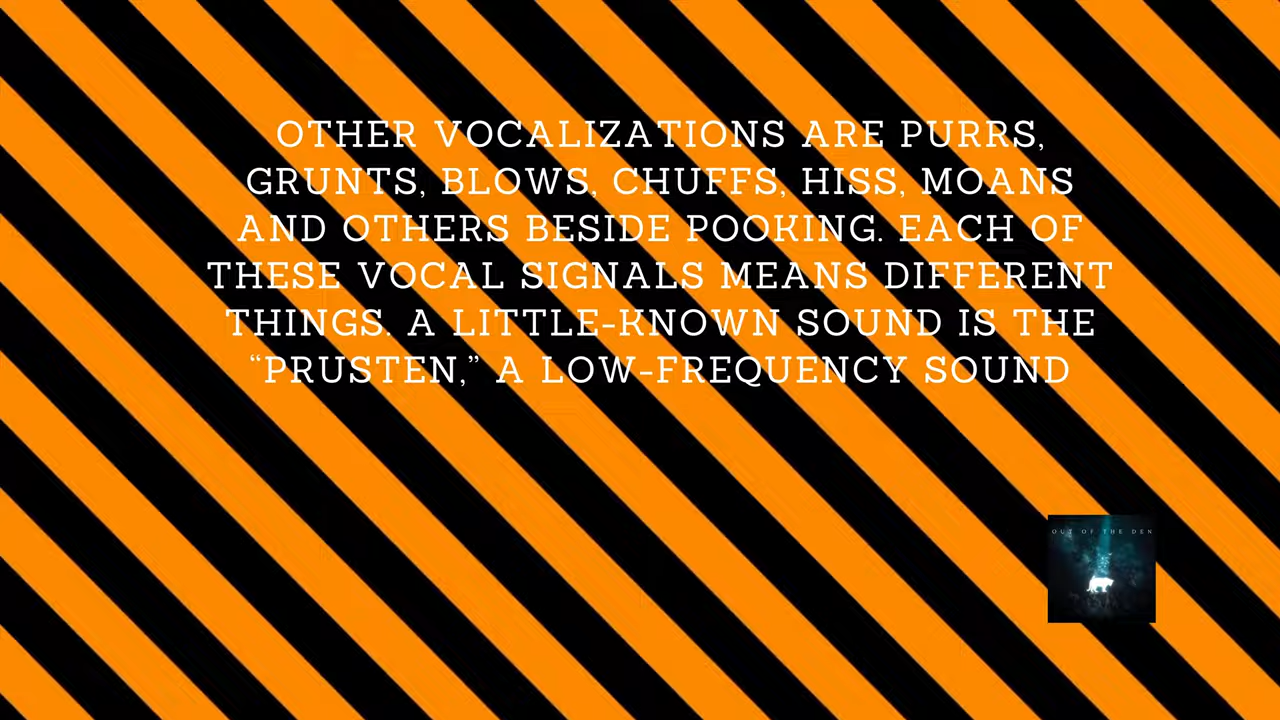 OTHER VOCALIZATIONS ARE PURRS,
GRUNTS, BLOWS, CHUFFS, HISS, MOANS
AND OTHERS BESIDE POOKING. EACH OF
THESE VOCAL SIGNALS MEANS DIFFERENT
THINGS. A LITTLE-KNOWN SOUND IS THE
“PRUSTEN,” A LOW-FREQUENCY SOUND
OUT OF THE DEN